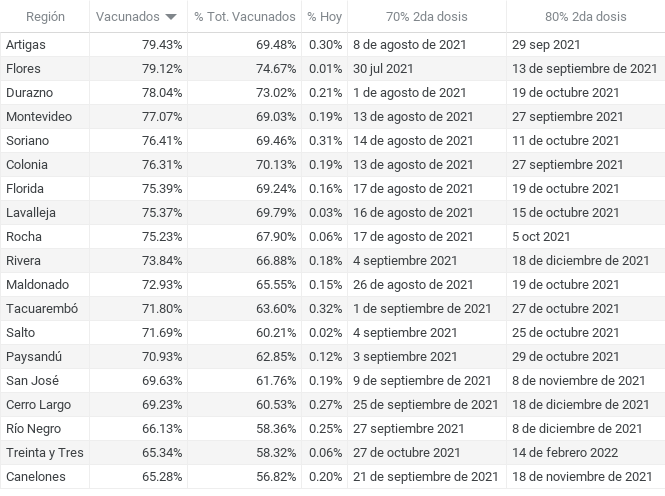 Región Vacunados % Tot. Vacunados % Hoy 70% 2da dosis 80% 2da dosis
Artigas 79.43% 69.48% 0.30% 8 de agosto de 2021 29 sep 2021
Flores 79.12% 74.67% 0.01% 30 jul 2021 13 de septiembre de 2021
Durazno 78.04% 73.02% 0.21% 1 de agosto de 2021 19 de octubre de 2021
Montevideo 77.07% 69.03% 0.19% 13 de agosto de 2021 27 septiembre 2021
Soriano 76.41% 69.46% 0.31% 14 de agosto de 2021 11 de octubre de 2021
Colonia 76.31% 70.13% 0.19% 13 de agosto de 2021 27 septiembre 2021
Florida 75.39% 69.24% 0.16% 17 de agosto de 2021 19 de octubre de 2021
Lavalleja 75.37% 69.79% 0.03% 16 de agosto de 2021 15 de octubre de 2021
Rocha 75.23% 67.90% 0.06% 17 de agosto de 2021 5 oct 2021
Rivera 73.84% 66.88% 0.18% 4 septiembre 2021 18 de diciembre de 2021
Maldonado 72.93% 65.55% 0.15% 26 de agosto de 2021 19 de octubre de 2021
Tacuarembó 71.80% 63.60% 0.32% 1 de septiembre de 2021 27 de octubre de 2021
Salto 71.69% 60.21% 0.02% 4 septiembre 2021 25 de octubre de 2021
Paysandú 70.93% 62.85% 0.12% 3 septiembre 2021 29 de octubre de 2021
San José 69.63% 61.76% 0.19% 9 de septiembre de 2021 8 de noviembre de 2021
Cerro Largo 69.23% 60.53% 0.27% 25 de septiembre de 2021 18 de diciembre de 2021
Río Negro 66.13% 58.36% 0.25% 27 septiembre 2021 8 de diciembre de 2021
Treinta y Tres 65.34% 58.32% 0.06% 27 de octubre de 2021 14 de febrero 2022
Canelones 65.28% 56.82% 0.20% 21 de septiembre de 2021 18 de noviembre de 2021